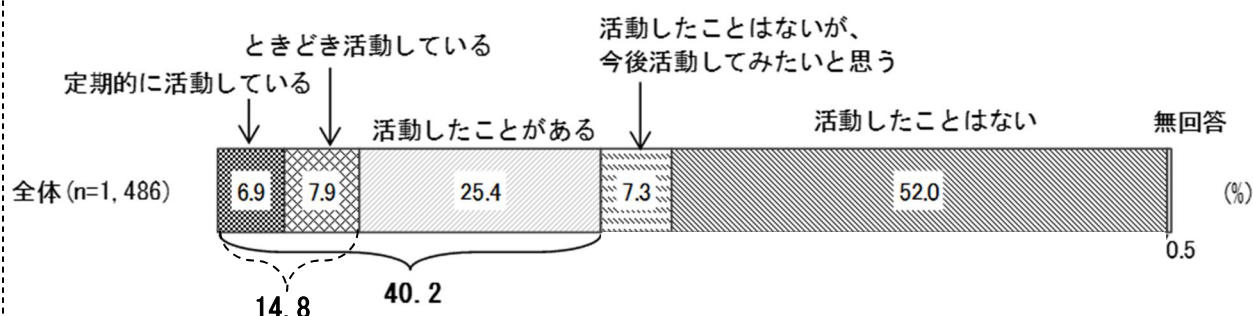 活動したことはないが、
今後活動してみたいと思う
ときどき活動している
定期的に活動している
活動したことがある
活動したことはない
無回答
全体(n=1,486)
6.9
7.9
25.4
7.3
52.0
(%)
0.5
40.2
14.8